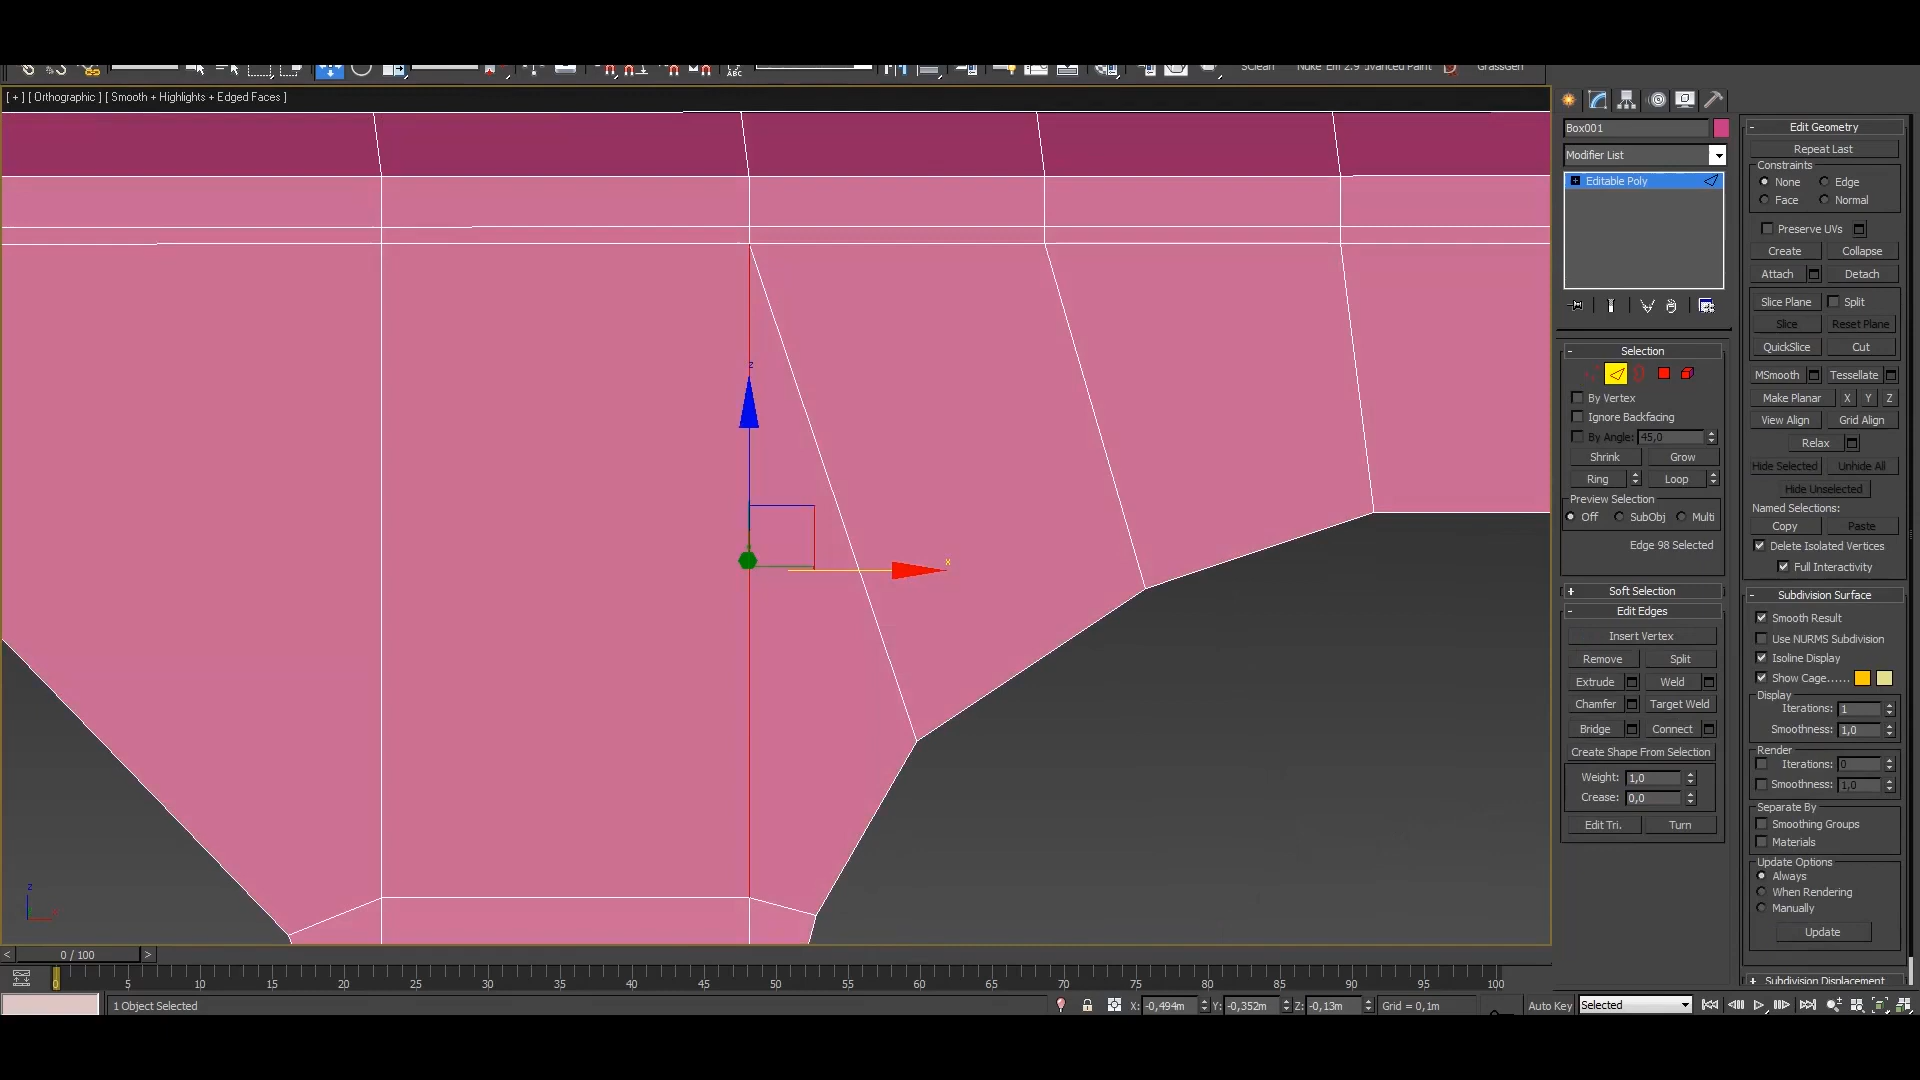 ABC
SClean
Nuke 'Em 2.9
GrassGen
[ + ] [ Orthographic ] [ Smooth + Highlights + Edged Faces ]
z
x
z
Box001
Modifier List
Editable Poly
- Selection
By Vertex
Ignore Backfacing
By Angle: 45,0
Shrink Grow
Ring Loop
Preview Selection
Off SubObj Multi
Edge 98 Selected
+ Soft Selection
- Edit Edges
Insert Vertex
Remove Split
Extrude Weld
Chamfer Target Weld
Bridge Connect
Create Shape From Selection
Weight: 1,0
Crease: 0,0
Edit Tri. Turn
- Edit Geometry
Repeat Last
Constraints
None Edge
Face Normal
Preserve UVs
Create Collapse
Attach Detach
Slice Plane Split
Slice Reset Plane
QuickSlice Cut
MSmooth Tessellate
Make Planar X Y Z
View Align Grid Align
Relax
Hide Selected Unhide All
Hide Unselected
Named Selections:
Copy Paste
Delete Isolated Vertices
Full Interactivity
- Subdivision Surface
Smooth Result
Use NURMS Subdivision
Isoline Display
Show Cage......
Display
Iterations: 1
Smoothness: 1,0
Render
Iterations: 0
Smoothness: 1,0
Separate By
Smoothing Groups
Materials
Update Options
Always
When Rendering
Manually
Update
+ Subdivision Displacement
< 0 / 100 >
0 5 10 15 20 25 30 35 40 45 50 55 60 65 70 75 80 85 90 95 100
1 Object Selected X: -0,494m Y: -0,352m Z: -0,13m Grid = 0,1m Auto Key Selected